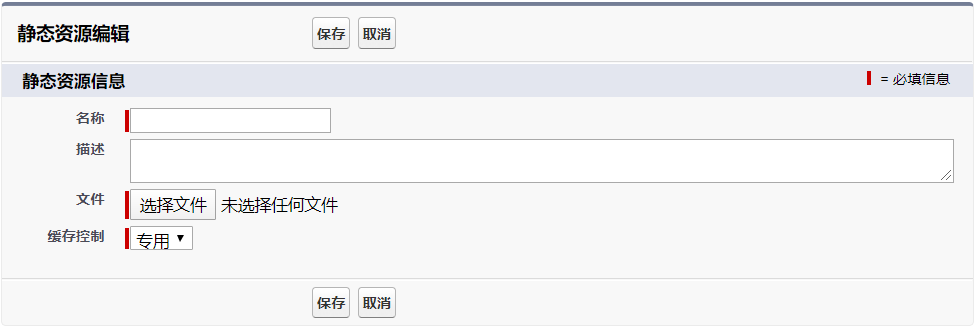 静态资源编辑 保存 取消
静态资源信息 = 必填信息
名称
描述
文件 选择文件 未选择任何文件
缓存控制 专用
保存 取消